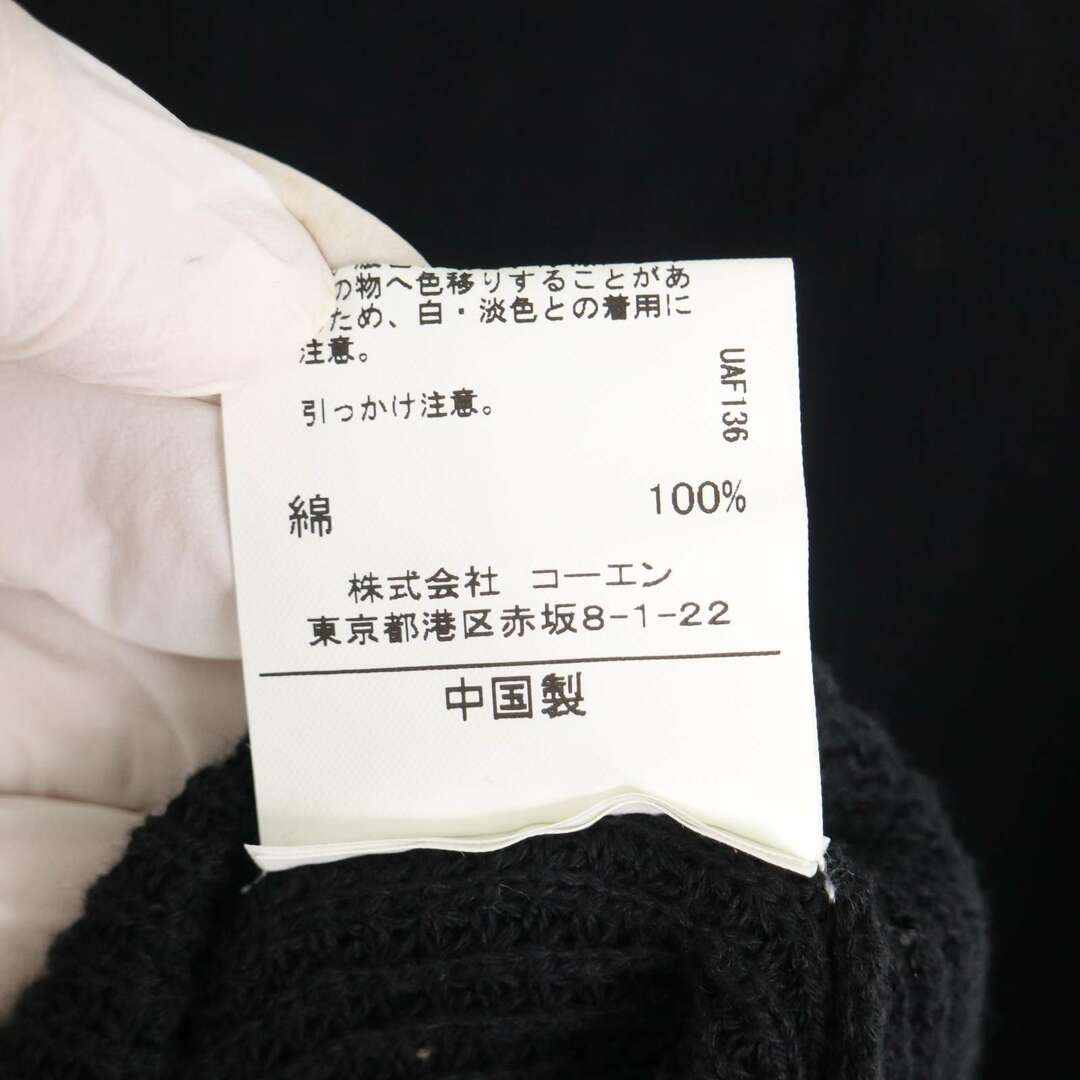 の物へ色移りすることがあ
ため、白・淡色との着用に
注意。
引っかけ注意。
UAF136
綿 100%
株式会社 コーエン
東京都港区赤坂8-1-22
中国製